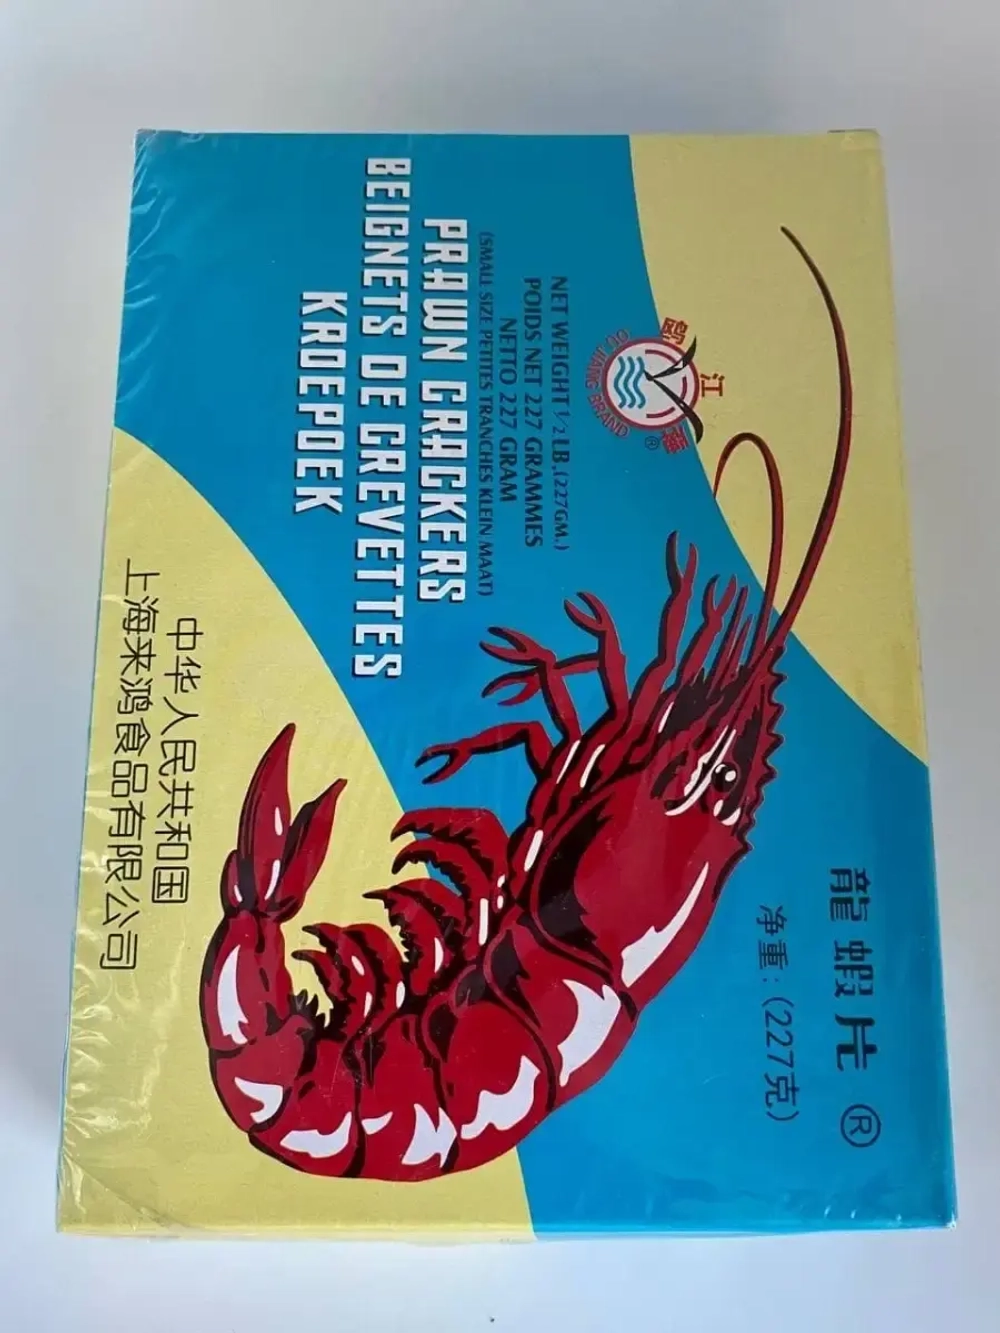 龍蝦片 ®
净重：(227克)
鸥江牌
OU JIANG BRAND ®
NET WEIGHT 1/2 LB.(227GM.)
POIDS NET 227 GRAMMES
NETTO 227 GRAM
(SMALL SIZE PETITES TRANCHES KLEIN MAAT)
PRAWN CRACKERS
BEIGNETS DE CREVETTES
KROEPOEK
中华人民共和国
上海来鸿食品有限公司